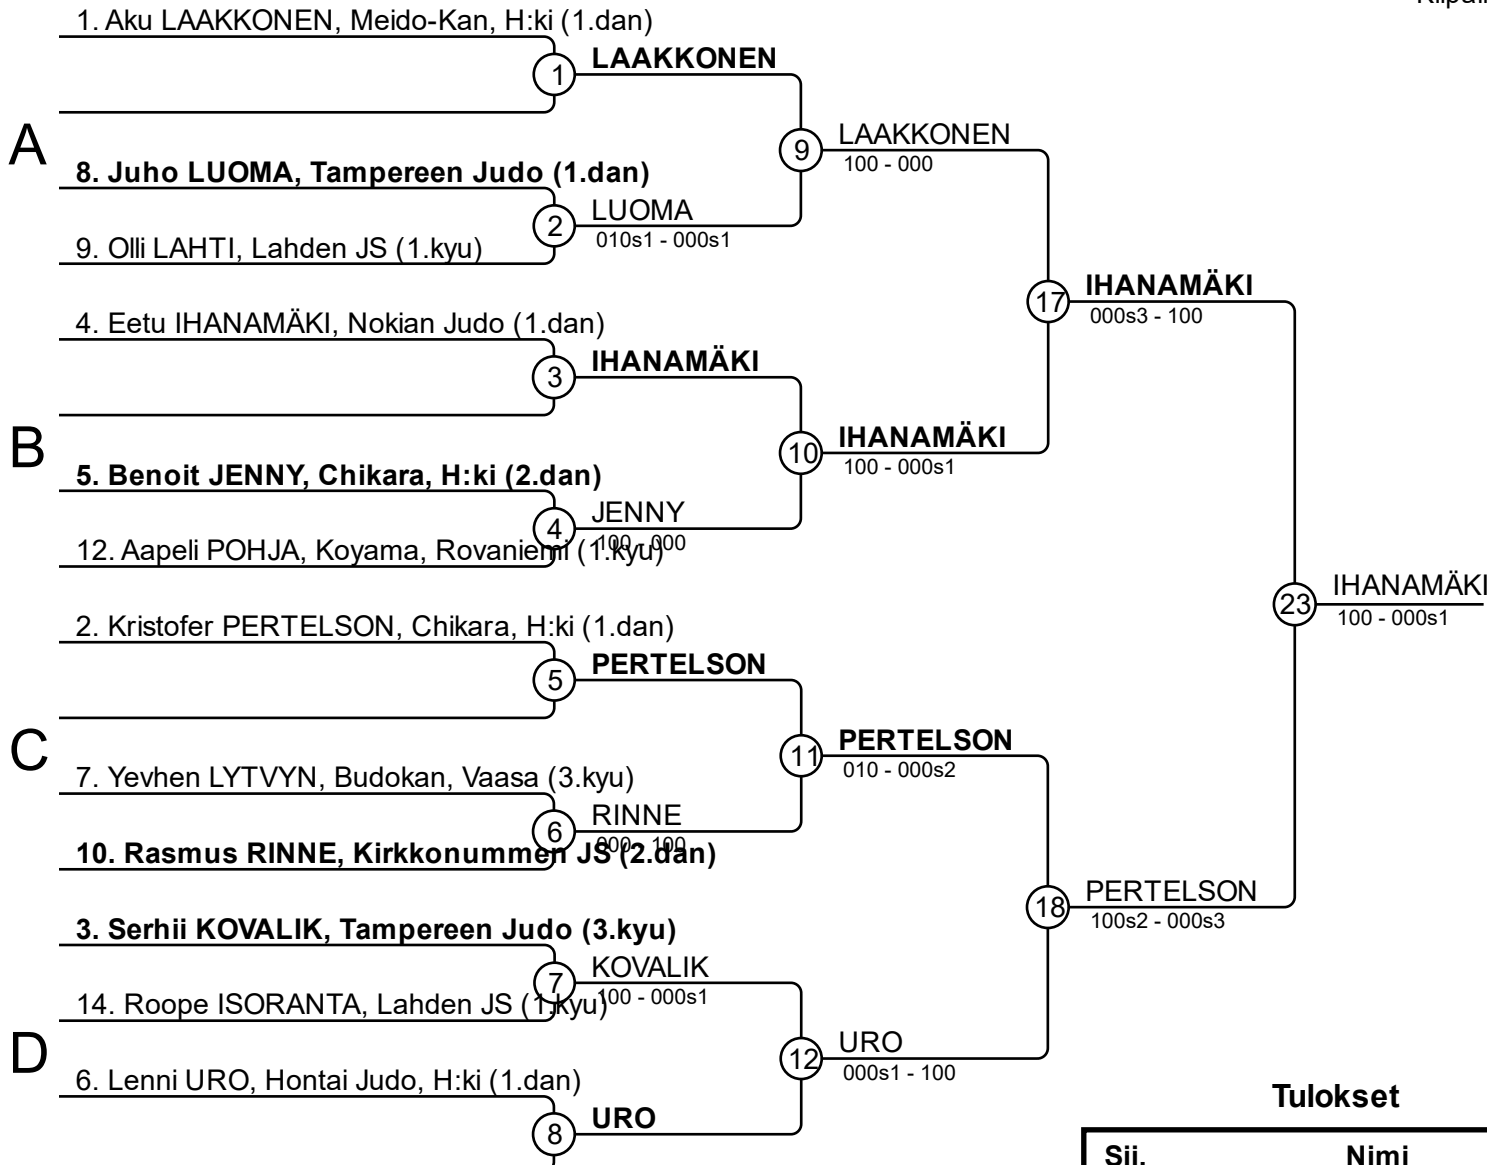 1. Aku LAAKKONEN, Meido-Kan, H:ki (1.dan)
1
LAAKKONEN
A
8. Juho LUOMA, Tampereen Judo (1.dan)
2
LUOMA
010s1 - 000s1
9. Olli LAHTI, Lahden JS (1.kyu)
9
LAAKKONEN
100 - 000
4. Eetu IHANAMÄKI, Nokian Judo (1.dan)
3
IHANAMÄKI
B
5. Benoit JENNY, Chikara, H:ki (2.dan)
4
JENNY
100 - 000
12. Aapeli POHJA, Koyama, Rovaniemi (1.kyu)
10
IHANAMÄKI
100 - 000s1
17
IHANAMÄKI
000s3 - 100
2. Kristofer PERTELSON, Chikara, H:ki (1.dan)
5
PERTELSON
C
7. Yevhen LYTVYN, Budokan, Vaasa (3.kyu)
6
RINNE
000 - 100
10. Rasmus RINNE, Kirkkonummen JS (2.dan)
11
PERTELSON
010 - 000s2
3. Serhii KOVALIK, Tampereen Judo (3.kyu)
7
KOVALIK
100 - 000s1
14. Roope ISORANTA, Lahden JS (1.kyu)
D
6. Lenni URO, Hontai Judo, H:ki (1.dan)
8
URO
12
URO
000s1 - 100
18
PERTELSON
100s2 - 000s3
23
IHANAMÄKI
100 - 000s1
Tulokset
Sij. Nimi